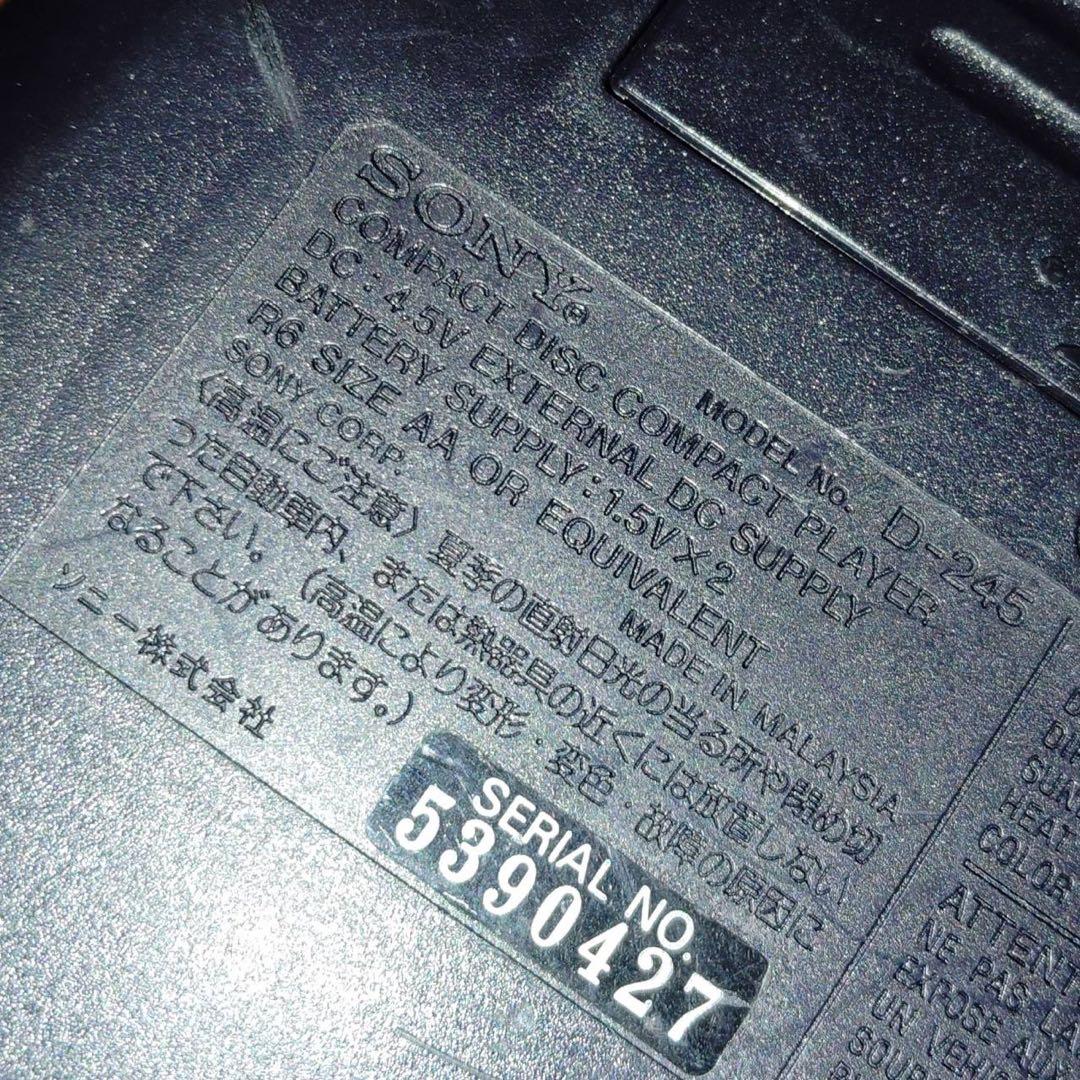 SONY®
MODEL No. D-245
COMPACT DISC COMPACT PLAYER
DC : 4.5V EXTERNAL DC SUPPLY
BATTERY SUPPLY : 1.5V X 2
R6 SIZE AA OR EQUIVALENT
SONY CORP.
MADE IN MALAYSIA
〈高温にご注意〉夏季の直射日光の当る所や閉め切
った自動車内、または熱器具の近くには放置しない
で下さい。(高温により変形・変色・故障の原因に
なることがあります。)
ソニー株式会社
SERIAL NO.
5390427
HEAT
COLOR
NE PAS
EXPOSE
UN